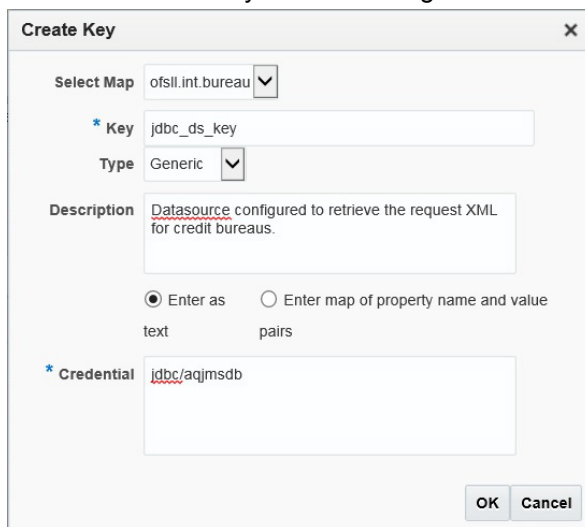 Create Key
Select Map ofsll.int.bureau
* Key jdbc_ds_key
Type Generic
Description Datasource configured to retrieve the request XML
for credit bureaus.
Enter as Enter map of property name and value
text pairs
* Credential jdbc/aqjmsdb
OK Cancel